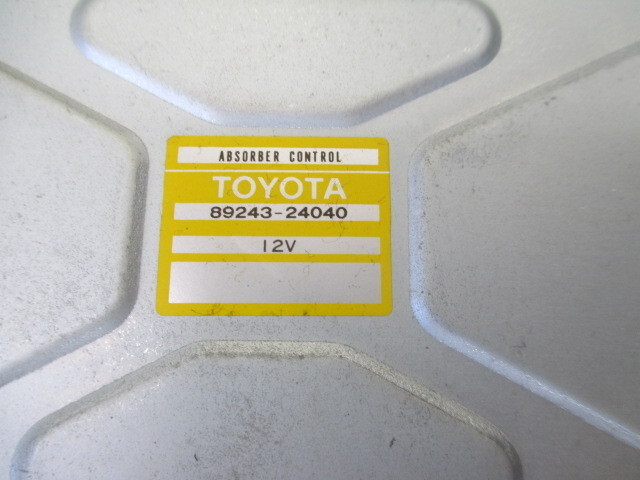 ABSORBER CONTROL
TOYOTA
89243-24040
12V